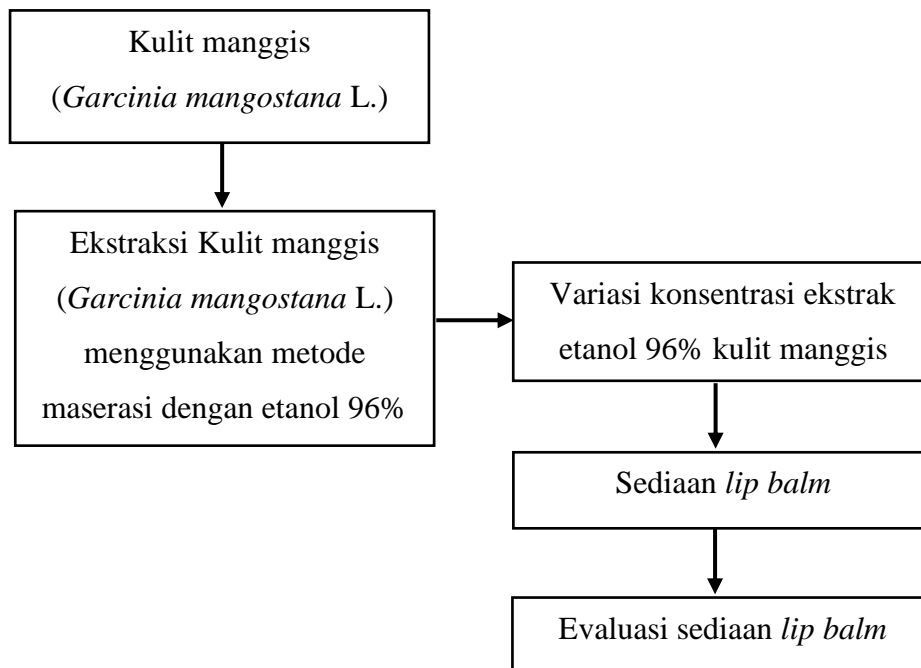 Kulit manggis
(Garcinia mangostana L.)
Ekstraksi Kulit manggis
(Garcinia mangostana L.)
menggunakan metode
maserasi dengan etanol 96%
Variasi konsentrasi ekstrak
etanol 96% kulit manggis
Sediaan lip balm
Evaluasi sediaan lip balm